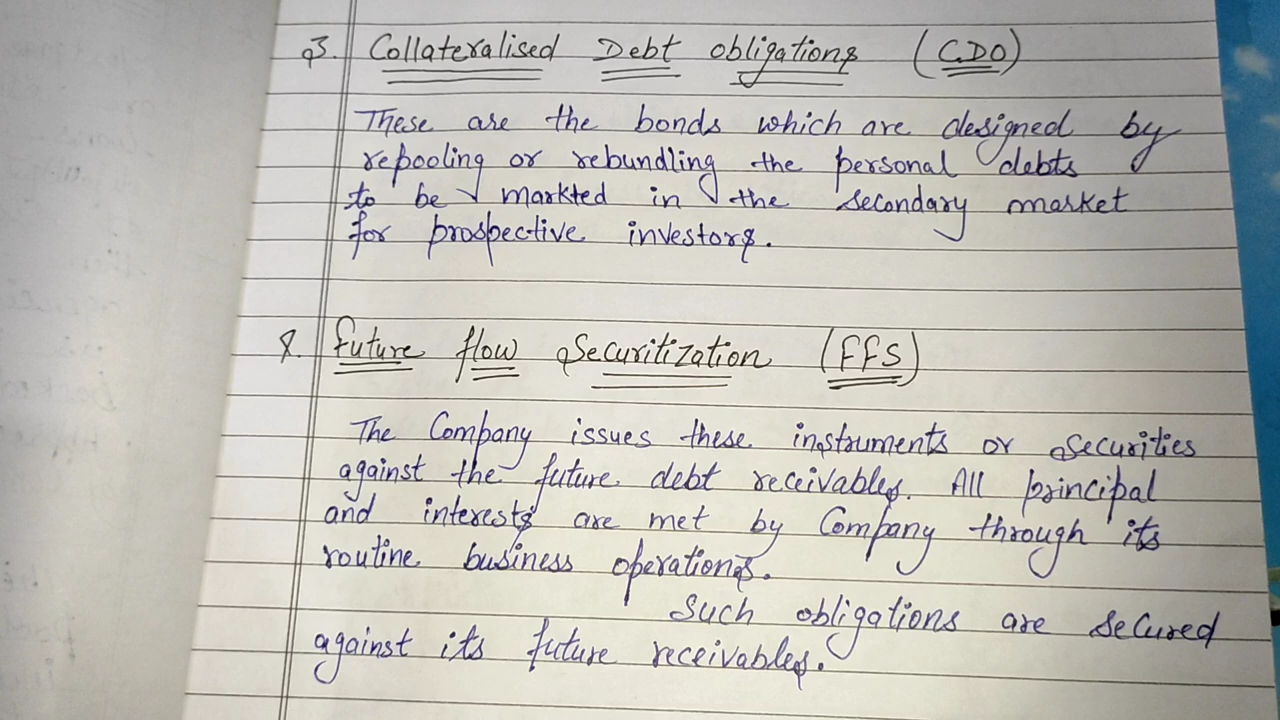 3. Collateralised Debt obligations (CDO)
These are the bonds which are designed by
repooling or rebundling the personal debts
to be markted in the secondary market
for prospective investors.
future flow Securitization (FFS)
The Company issues these instruments or securities
against the future debt receivables. All principal
and interests are met by Company through its
routine business operations.
Such obligations are secured
against its future receivables.